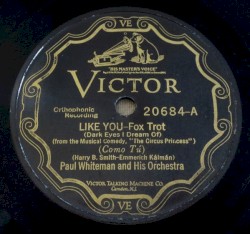 VE
"HIS MASTER'S VOICE"
VICTOR
Orthophonic
Recording
20684-A
LIKE YOU-Fox Trot
(Dark Eyes I Dream Of)
(from the Musical Comedy, "The Circus Princess")
(Como Tú)
(Harry B. Smith-Emmerich Kálmán)
Paul Whiteman and His Orchestra
VICTOR TALKING MACHINE CO.
Camden, N.J.
VE